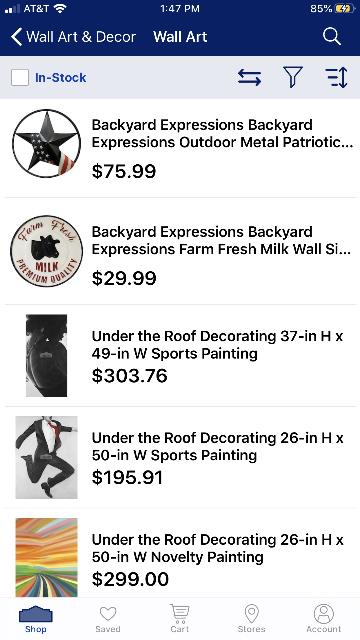 AT&T 1:47 PM 85%
Wall Art & Decor Wall Art
In-Stock
Backyard Expressions Backyard
Expressions Outdoor Metal Patriotic...
$75.99
Farm Fresh
MILK
PREMIUM QUALITY
Backyard Expressions Backyard
Expressions Farm Fresh Milk Wall Si...
$29.99
Under the Roof Decorating 37-in H x
49-in W Sports Painting
$303.76
Under the Roof Decorating 26-in H x
50-in W Sports Painting
$195.91
Under the Roof Decorating 26-in H x
50-in W Novelty Painting
$299.00
Shop Saved Cart Stores Account